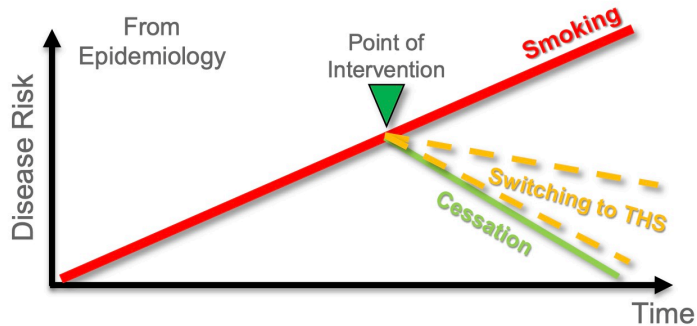 From
Epidemiology
Point of
Intervention
Smoking
Switching to THS
Cessation
Disease Risk
Time